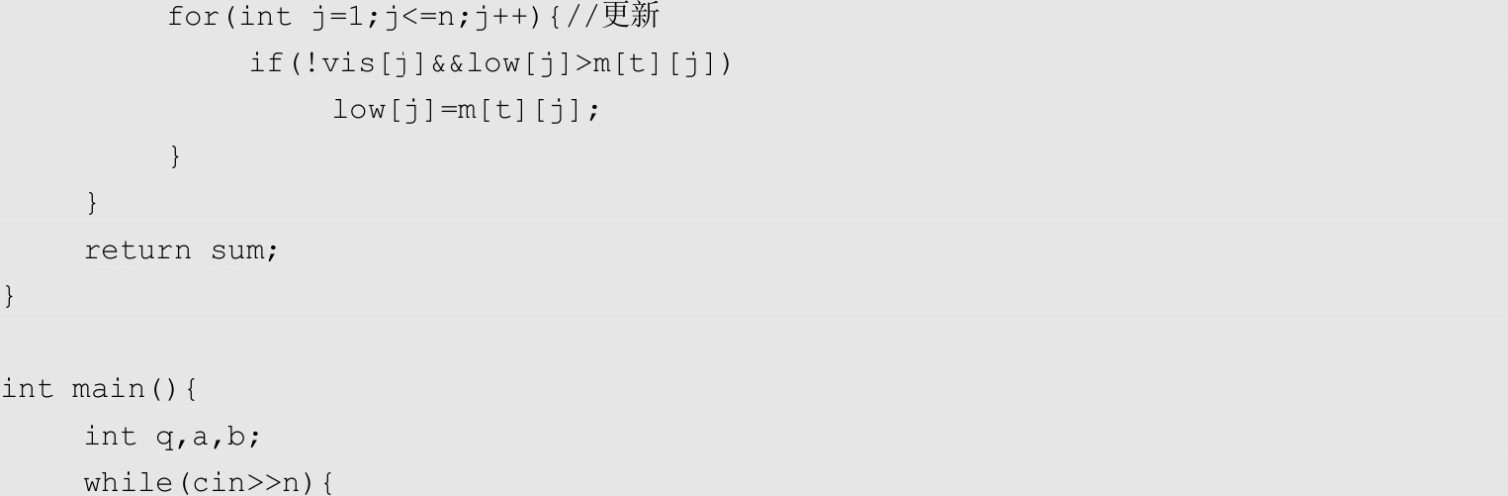 for(int j=1;j<=n;j++){//更新
if(!vis[j]&&low[j]>m[t][j])
low[j]=m[t][j];
}
}
return sum;
}
int main(){
int q,a,b;
while(cin>>n){